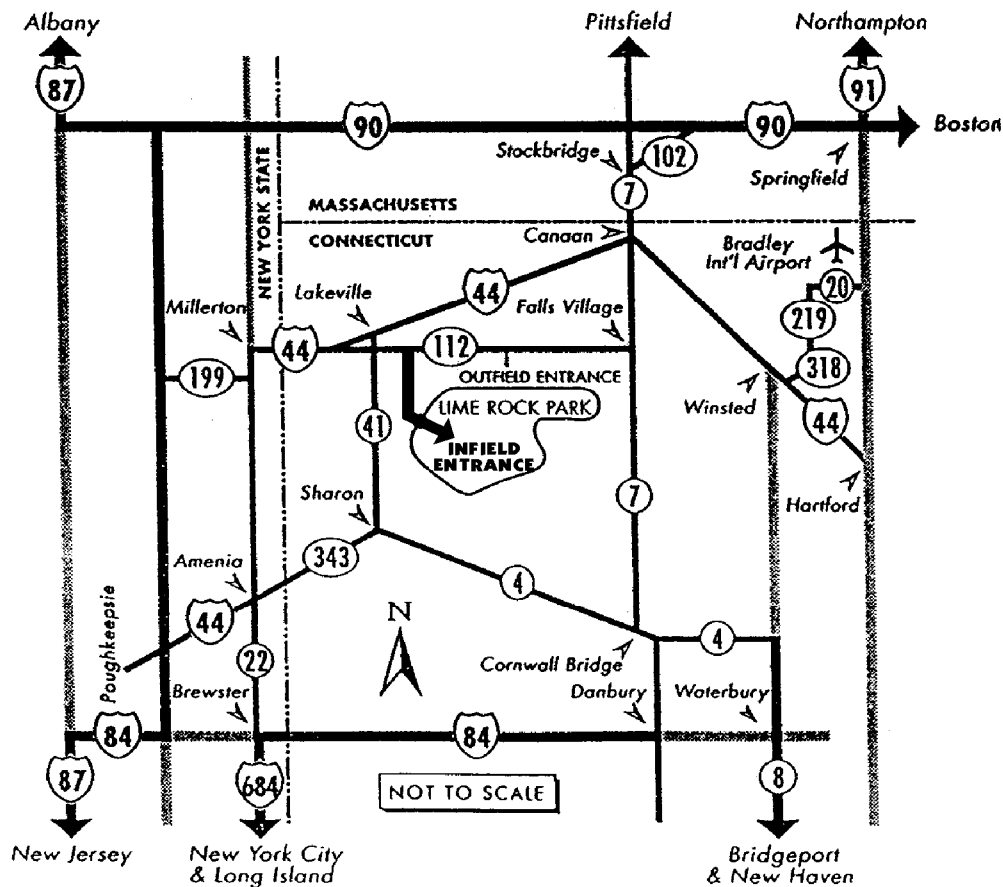 Albany
Pittsfield
Northampton
87
91
90
90
Boston
Stockbridge
102
Springfield
7
NEW YORK STATE
MASSACHUSETTS
CONNECTICUT
Canaan
Bradley
Int'l Airport
20
Millerton
Lakeville
44
Falls Village
219
44
112
318
199
OUTFIELD ENTRANCE
LIME ROCK PARK
Winsted
41
INFIELD
ENTRANCE
44
7
Sharon
Hartford
343
Amenia
4
N
44
Poughkeepsie
22
4
Cornwall Bridge
Brewster
Danbury
Waterbury
84
84
87
684
NOT TO SCALE
8
New Jersey
New York City
& Long Island
Bridgeport
& New Haven